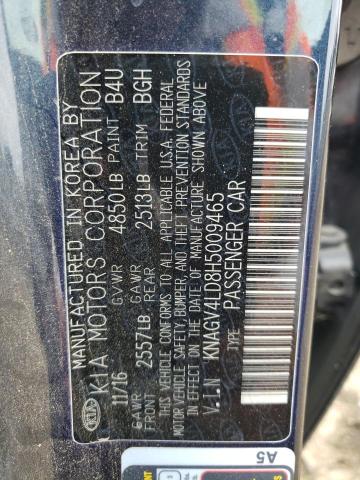 MANUFACTURED IN KOREA BY
KIA MOTORS CORPORATION
11/16 GVWR 4850LB PAINT B4U
GAWR FRONT 2557LB GAWR REAR 2513LB TRIM BGH
THIS VEHICLE CONFORMS TO ALL APPLICABLE U.S.A. FEDERAL
SAFETY, BUMPER AND THEFT PREVENTION STANDARDS
IN EFFECT ON THE DATE OF MANUFACTURE SHOWN ABOVE
V.I.N KNAGV4LD8H5009465
TYPE PASSENGER CAR
KIA
A5